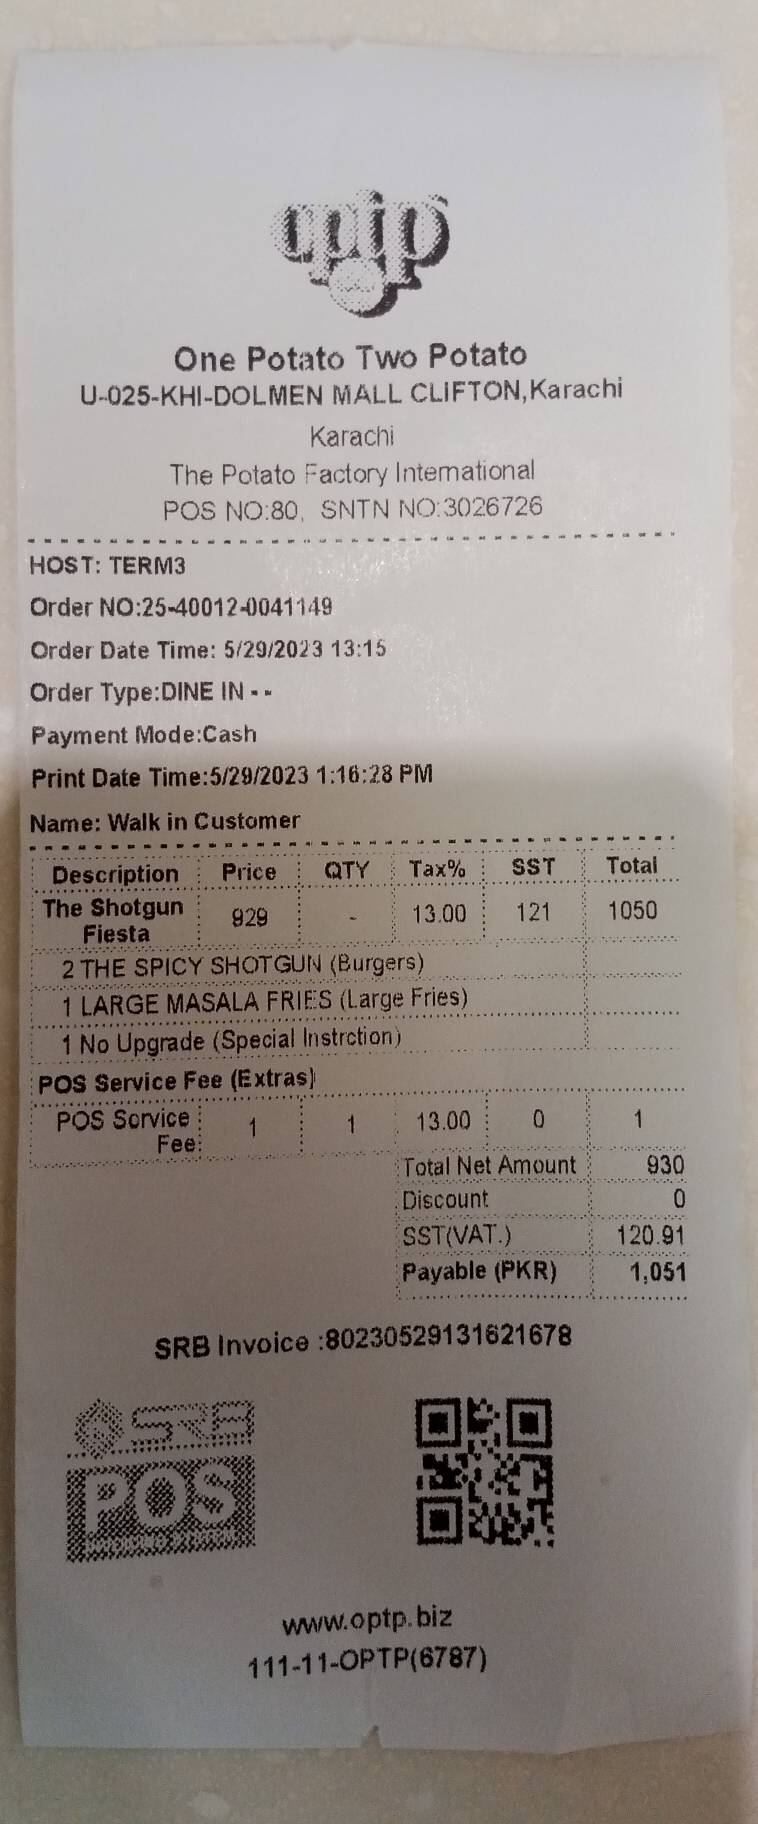 optp
One Potato Two Potato
U-025-KHI-DOLMEN MALL CLIFTON,Karachi
Karachi
The Potato Factory International
POS NO:80, SNTN NO:3026726
HOST: TERM3
Order NO:25-40012-0041149
Order Date Time: 5/29/2023 13:15
Order Type:DINE IN - -
Payment Mode:Cash
Print Date Time:5/29/2023 1:16:28 PM
Name: Walk in Customer
Description Price QTY Tax% SST Total
The Shotgun Fiesta 929 - 13.00 121 1050
2 THE SPICY SHOTGUN (Burgers)
1 LARGE MASALA FRIES (Large Fries)
1 No Upgrade (Special Instrction)
POS Service Fee (Extras)
POS Service Fee: 1 1 13.00 0 1
Total Net Amount 930
Discount 0
SST(VAT.) 120.91
Payable (PKR) 1,051
SRB Invoice :80230529131621678
SRB
POS
www.optp.biz
111-11-OPTP(6787)